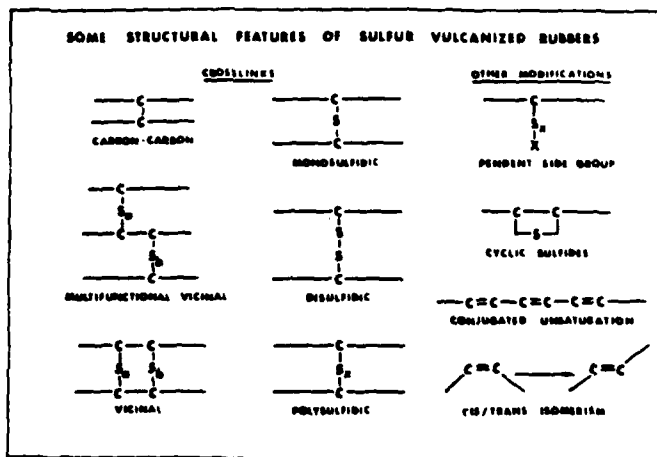 SOME STRUCTURAL FEATURES OF SULFUR VULCANIZED RUBBERS
CROSSLINKS
OTHER MODIFICATIONS
C
C
CARBON-CARBON
C
S
C
MONOSULFIDIC
C
Sx
X
PENDENT SIDE GROUP
C
Sa
C C
Sb
C
MULTIFUNCTIONAL VICINAL
C
S
S
C
DISULFIDIC
C C
S
CYCLIC SULFIDES
C=C C=C C=C
CONJUGATED UNSATURATION
C C
Sa Sb
C C
VICINAL
C
Sx
C
POLYSULFIDIC
C=C C=C
CIS/TRANS ISOMERISM